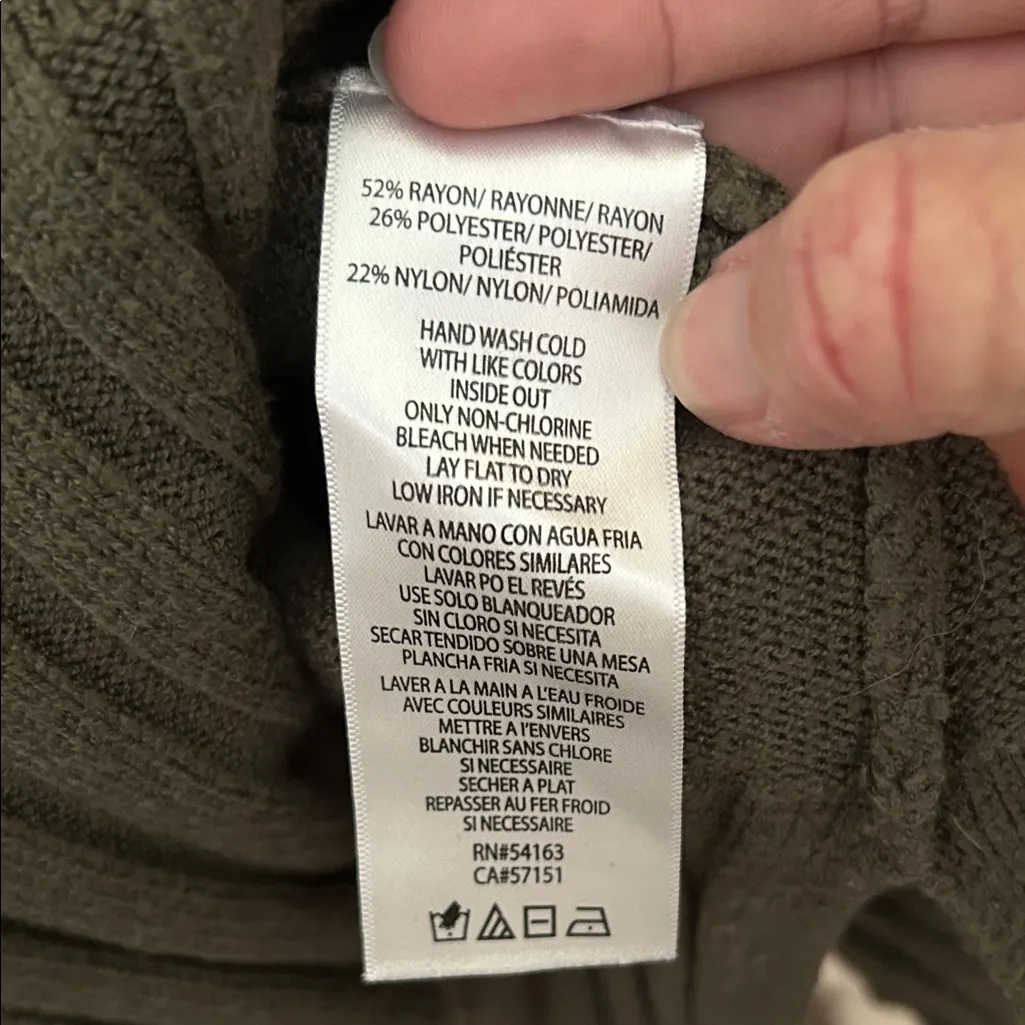 52% RAYON/ RAYONNE/ RAYON
26% POLYESTER/ POLYESTER/
POLIÉSTER
22% NYLON/ NYLON/ POLIAMIDA
HAND WASH COLD
WITH LIKE COLORS
INSIDE OUT
ONLY NON-CHLORINE
BLEACH WHEN NEEDED
LAY FLAT TO DRY
LOW IRON IF NECESSARY
LAVAR A MANO CON AGUA FRIA
CON COLORES SIMILARES
LAVAR PO EL REVÉS
USE SOLO BLANQUEADOR
SIN CLORO SI NECESITA
SECAR TENDIDO SOBRE UNA MESA
PLANCHA FRIA SI NECESITA
LAVER A LA MAIN A L'EAU FROIDE
AVEC COULEURS SIMILAIRES
METTRE A l'ENVERS
BLANCHIR SANS CHLORE
SI NECESSAIRE
SECHER A PLAT
REPASSER AU FER FROID
SI NECESSAIRE
RN#54163
CA#57151